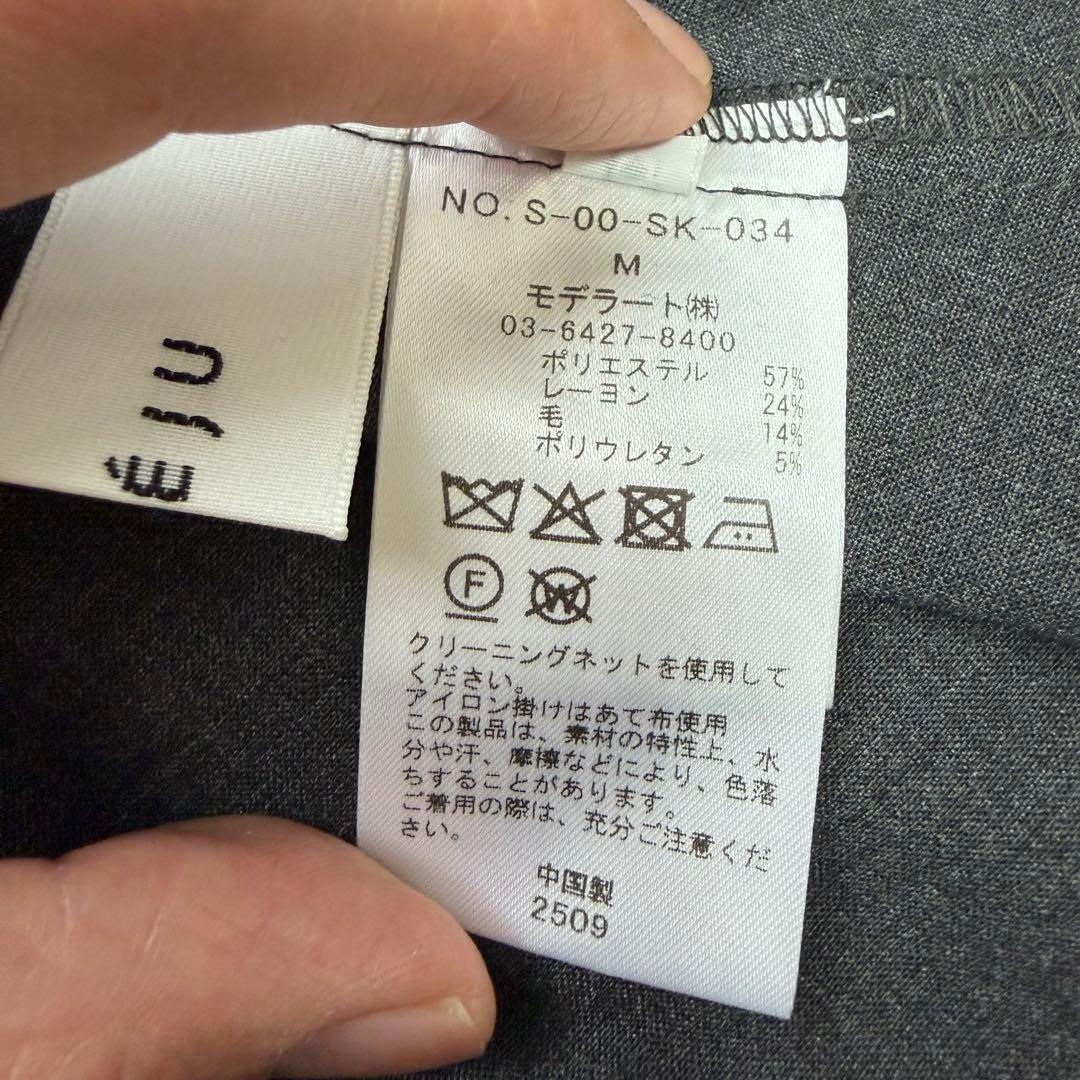 NO. S-00-SK-034
M
モデラート(株)
03-6427-8400
ポリエステル 57%
レーヨン 24%
毛 14%
ポリウレタン 5%
F
W
クリーニングネットを使用して
ください。
アイロン掛けはあて布使用
この製品は、素材の特性上、水
分や汗、摩擦などにより、色落
ちすることがあります。
ご着用の際は、充分ご注意くだ
さい。
中国製
2509